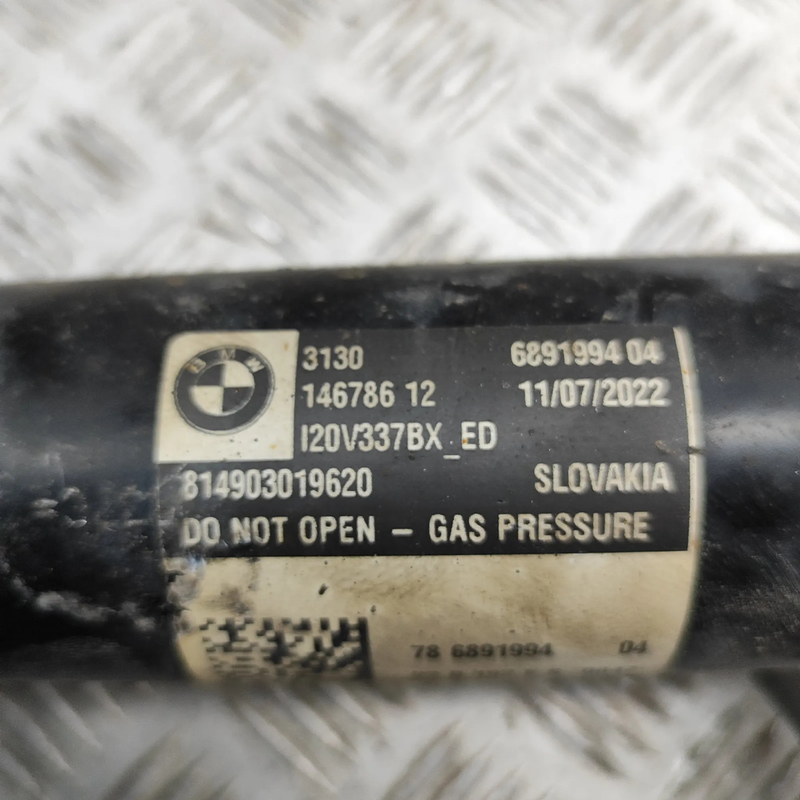 BMW
3130 6891994 04
146786 12 11/07/2022
I20V337BX_ED
814903019620 SLOVAKIA
DO NOT OPEN – GAS PRESSURE
78 6891994 04